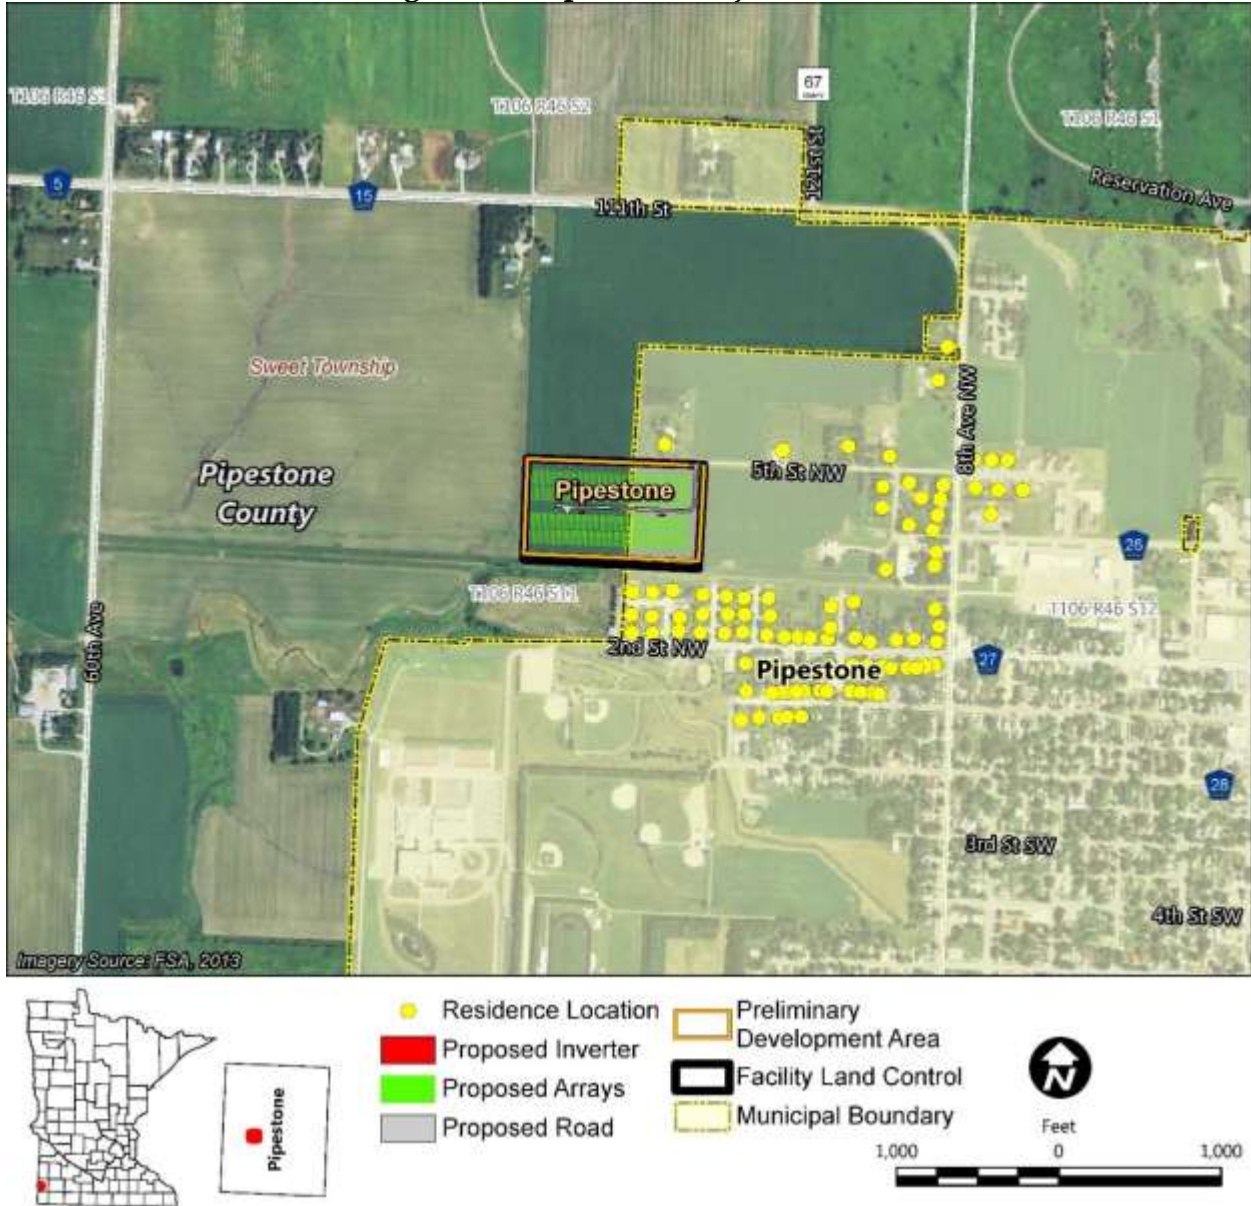 67
T106 R46 S3
T106 R46 S2
T106 R46 S1
121st St
5
15
Reservation Ave
111th St
Sweet Township
8th Ave NW
Pipestone
County
5th St NW
Pipestone
26
T106 R46 S11
T106 R46 S12
60th Ave
2nd St NW
27
Pipestone
28
3rd St SW
4th St SW
Imagery Source: FSA, 2013
Pipestone
Residence Location
Proposed Inverter
Proposed Arrays
Proposed Road
Preliminary
Development Area
Facility Land Control
Municipal Boundary
N
Feet
1,000 0 1,000